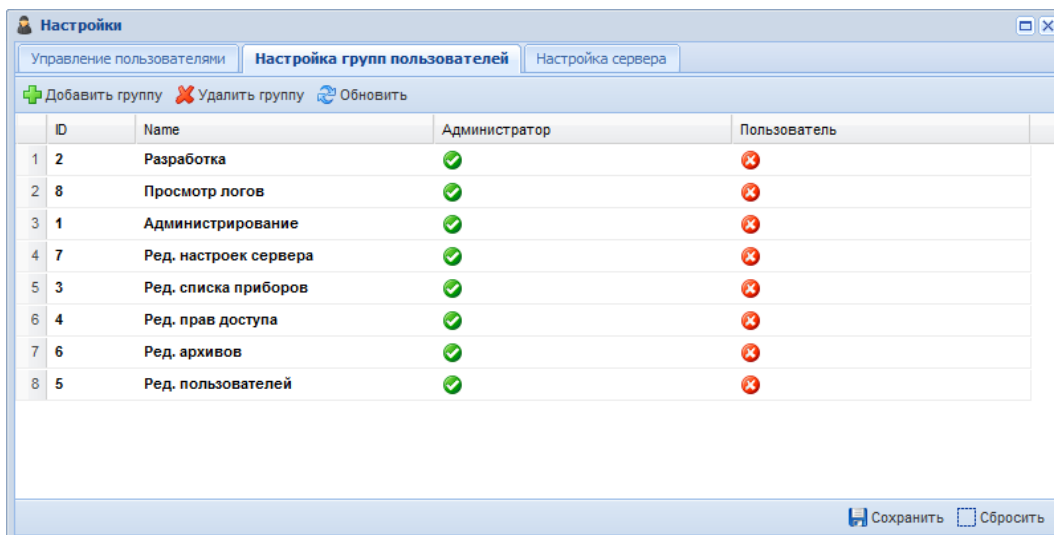 Настройки
Управление пользователями Настройка групп пользователей Настройка сервера
Добавить группу Удалить группу Обновить
ID Name Администратор Пользователь
1 2 Разработка
2 8 Просмотр логов
3 1 Администрирование
4 7 Ред. настроек сервера
5 3 Ред. списка приборов
6 4 Ред. прав доступа
7 6 Ред. архивов
8 5 Ред. пользователей
Сохранить Сбросить